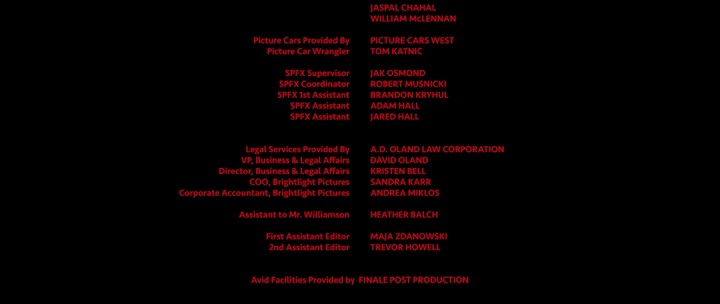 JASPAL CHAHAL
WILLIAM McLENNAN
Picture Cars Provided By PICTURE CARS WEST
Picture Car Wrangler TOM KATNIC
SPFX Supervisor JAK OSMOND
SPFX Coordinator ROBERT MUSNICKI
SPFX 1st Assistant BRANDON KRYHUL
SPFX Assistant ADAM HALL
SPFX Assistant JARED HALL
Legal Services Provided By A.D. OLAND LAW CORPORATION
VP, Business & Legal Affairs DAVID OLAND
Director, Business & Legal Affairs KRISTEN BELL
COO, Brightlight Pictures SANDRA KARR
Corporate Accountant, Brightlight Pictures ANDREA MIKLOS
Assistant to Mr. Williamson HEATHER BALCH
First Assistant Editor MAJA ZDANOWSKI
2nd Assistant Editor TREVOR HOWELL
Avid Facilities Provided by FINALE POST PRODUCTION